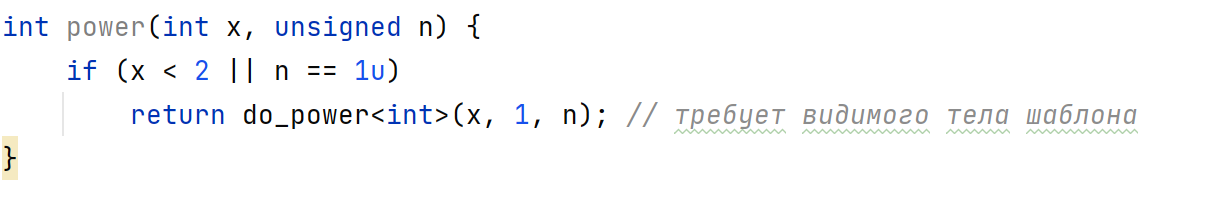 int power(int x, unsigned n) {
    if (x < 2 || n == 1u)
        return do_power<int>(x, 1, n); // требует видимого тела шаблона
}